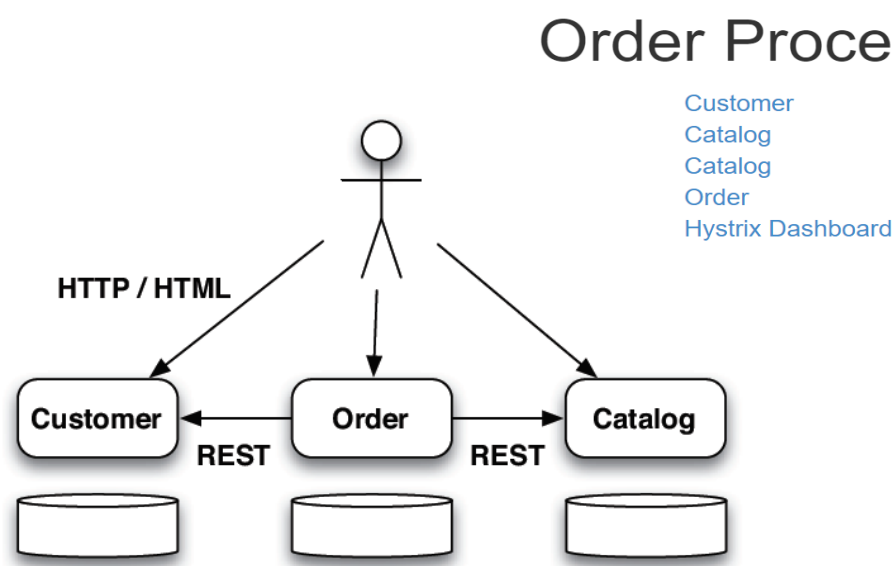 Order Proce
Customer
Catalog
Catalog
Order
Hystrix Dashboard
HTTP / HTML
Customer
Order
Catalog
REST
REST